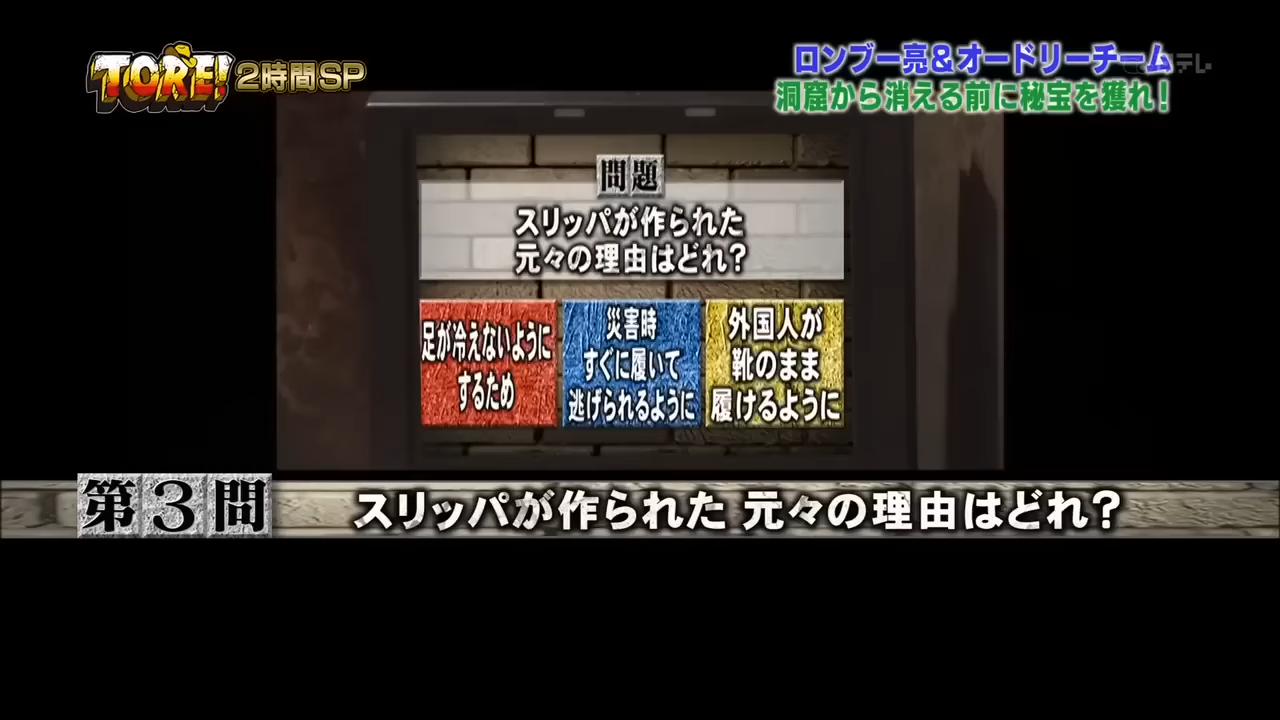 TORE! 2時間SP
ロンブー亮&オードリーチーム
洞窟から消える前に秘宝を獲れ!
問題
スリッパが作られた
元々の理由はどれ?
足が冷えないように
するため
災害時
すぐに履いて
逃げられるように
外国人が
靴のまま
履けるように
第3問 スリッパが作られた 元々の理由はどれ?